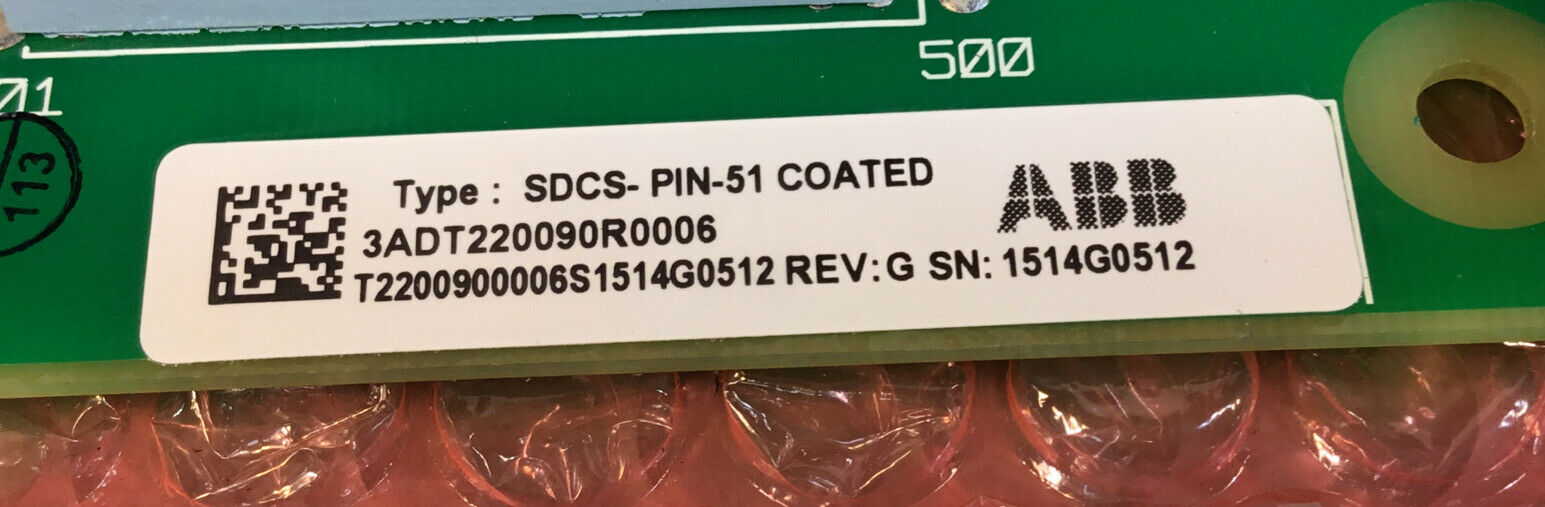 500
01
113
Type : SDCS- PIN-51 COATED
ABB
3ADT220090R0006
T2200900006S1514G0512 REV:G SN: 1514G0512